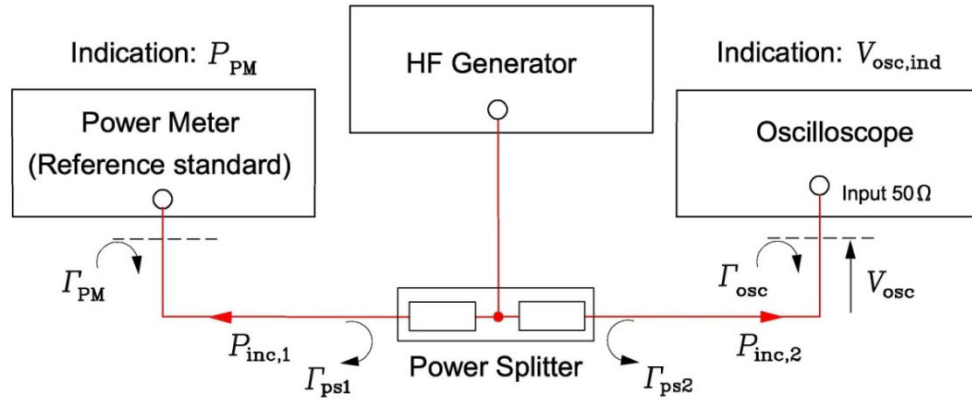 Indication: P_PM
HF Generator
Indication: V_osc,ind
Power Meter
(Reference standard)
Oscilloscope
Input 50 Ω
Γ_PM
Γ_osc
V_osc
P_inc,1
Γ_ps1
Power Splitter
Γ_ps2
P_inc,2